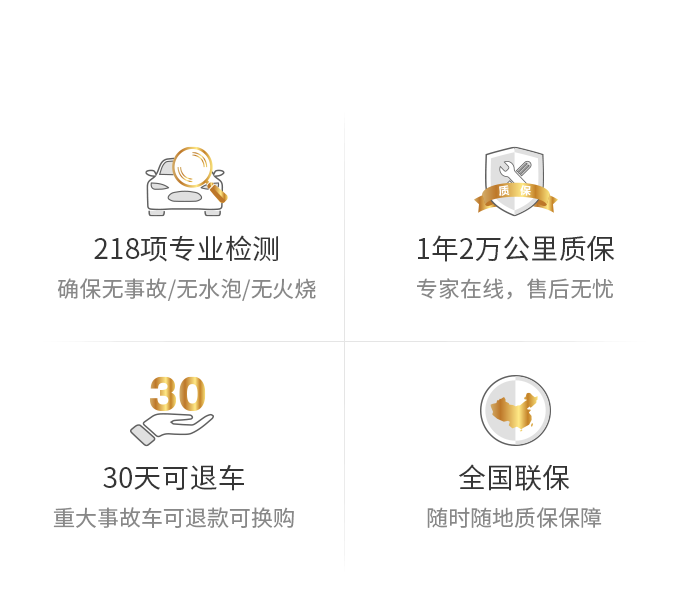 218项专业检测
确保无事故/无水泡/无火烧
质 保
1年2万公里质保
专家在线，售后无忧
30
30天可退车
重大事故车可退款可换购
全国联保
随时随地质保保障